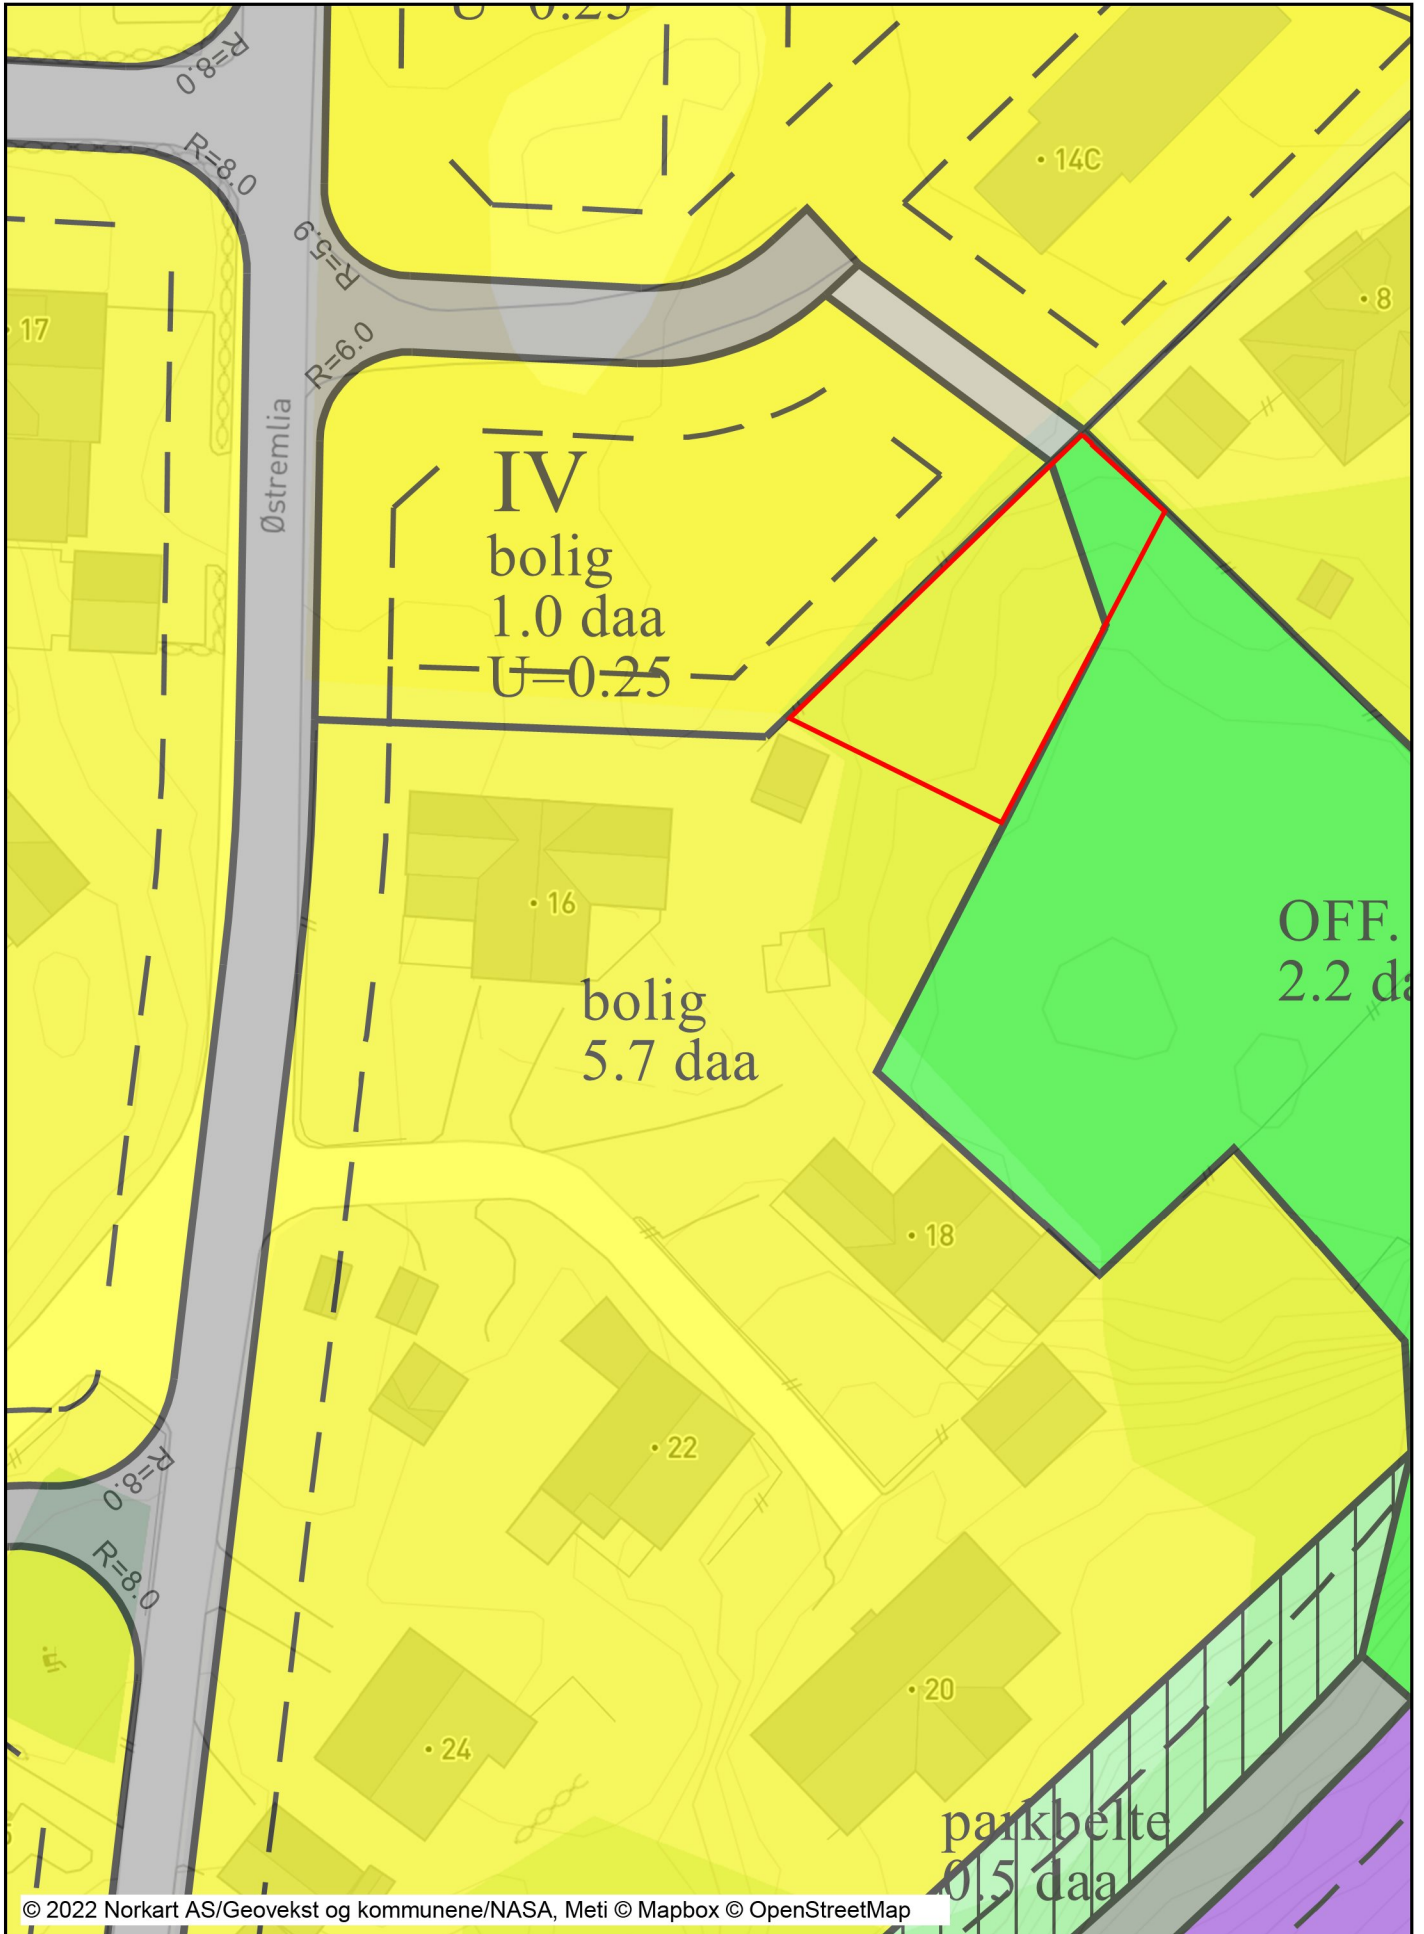 U=0.25
R=8.0
R=8.0
14C
R=5.9
8
17
R=6.0
Østremlia
IV
bolig
1.0 daa
U=0.25
16
OFF.
2.2 da
bolig
5.7 daa
18
22
R=8.0
R=8.0
20
24
parkbelte
0.5 daa
© 2022 Norkart AS/Geovekst og kommunene/NASA, Meti © Mapbox © OpenStreetMap